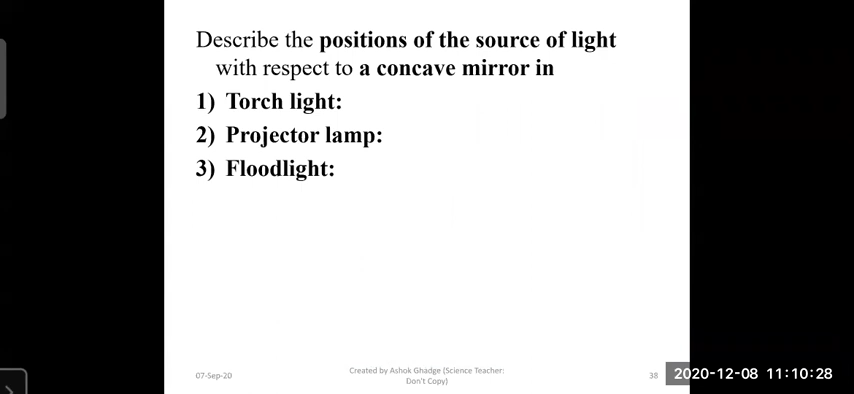 Describe the positions of the source of light
with respect to a concave mirror in
1) Torch light:
2) Projector lamp:
3) Floodlight:
07-Sep-20
Created by Ashok Ghadge (Science Teacher:
Don't Copy)
38
2020-12-08 11:10:28